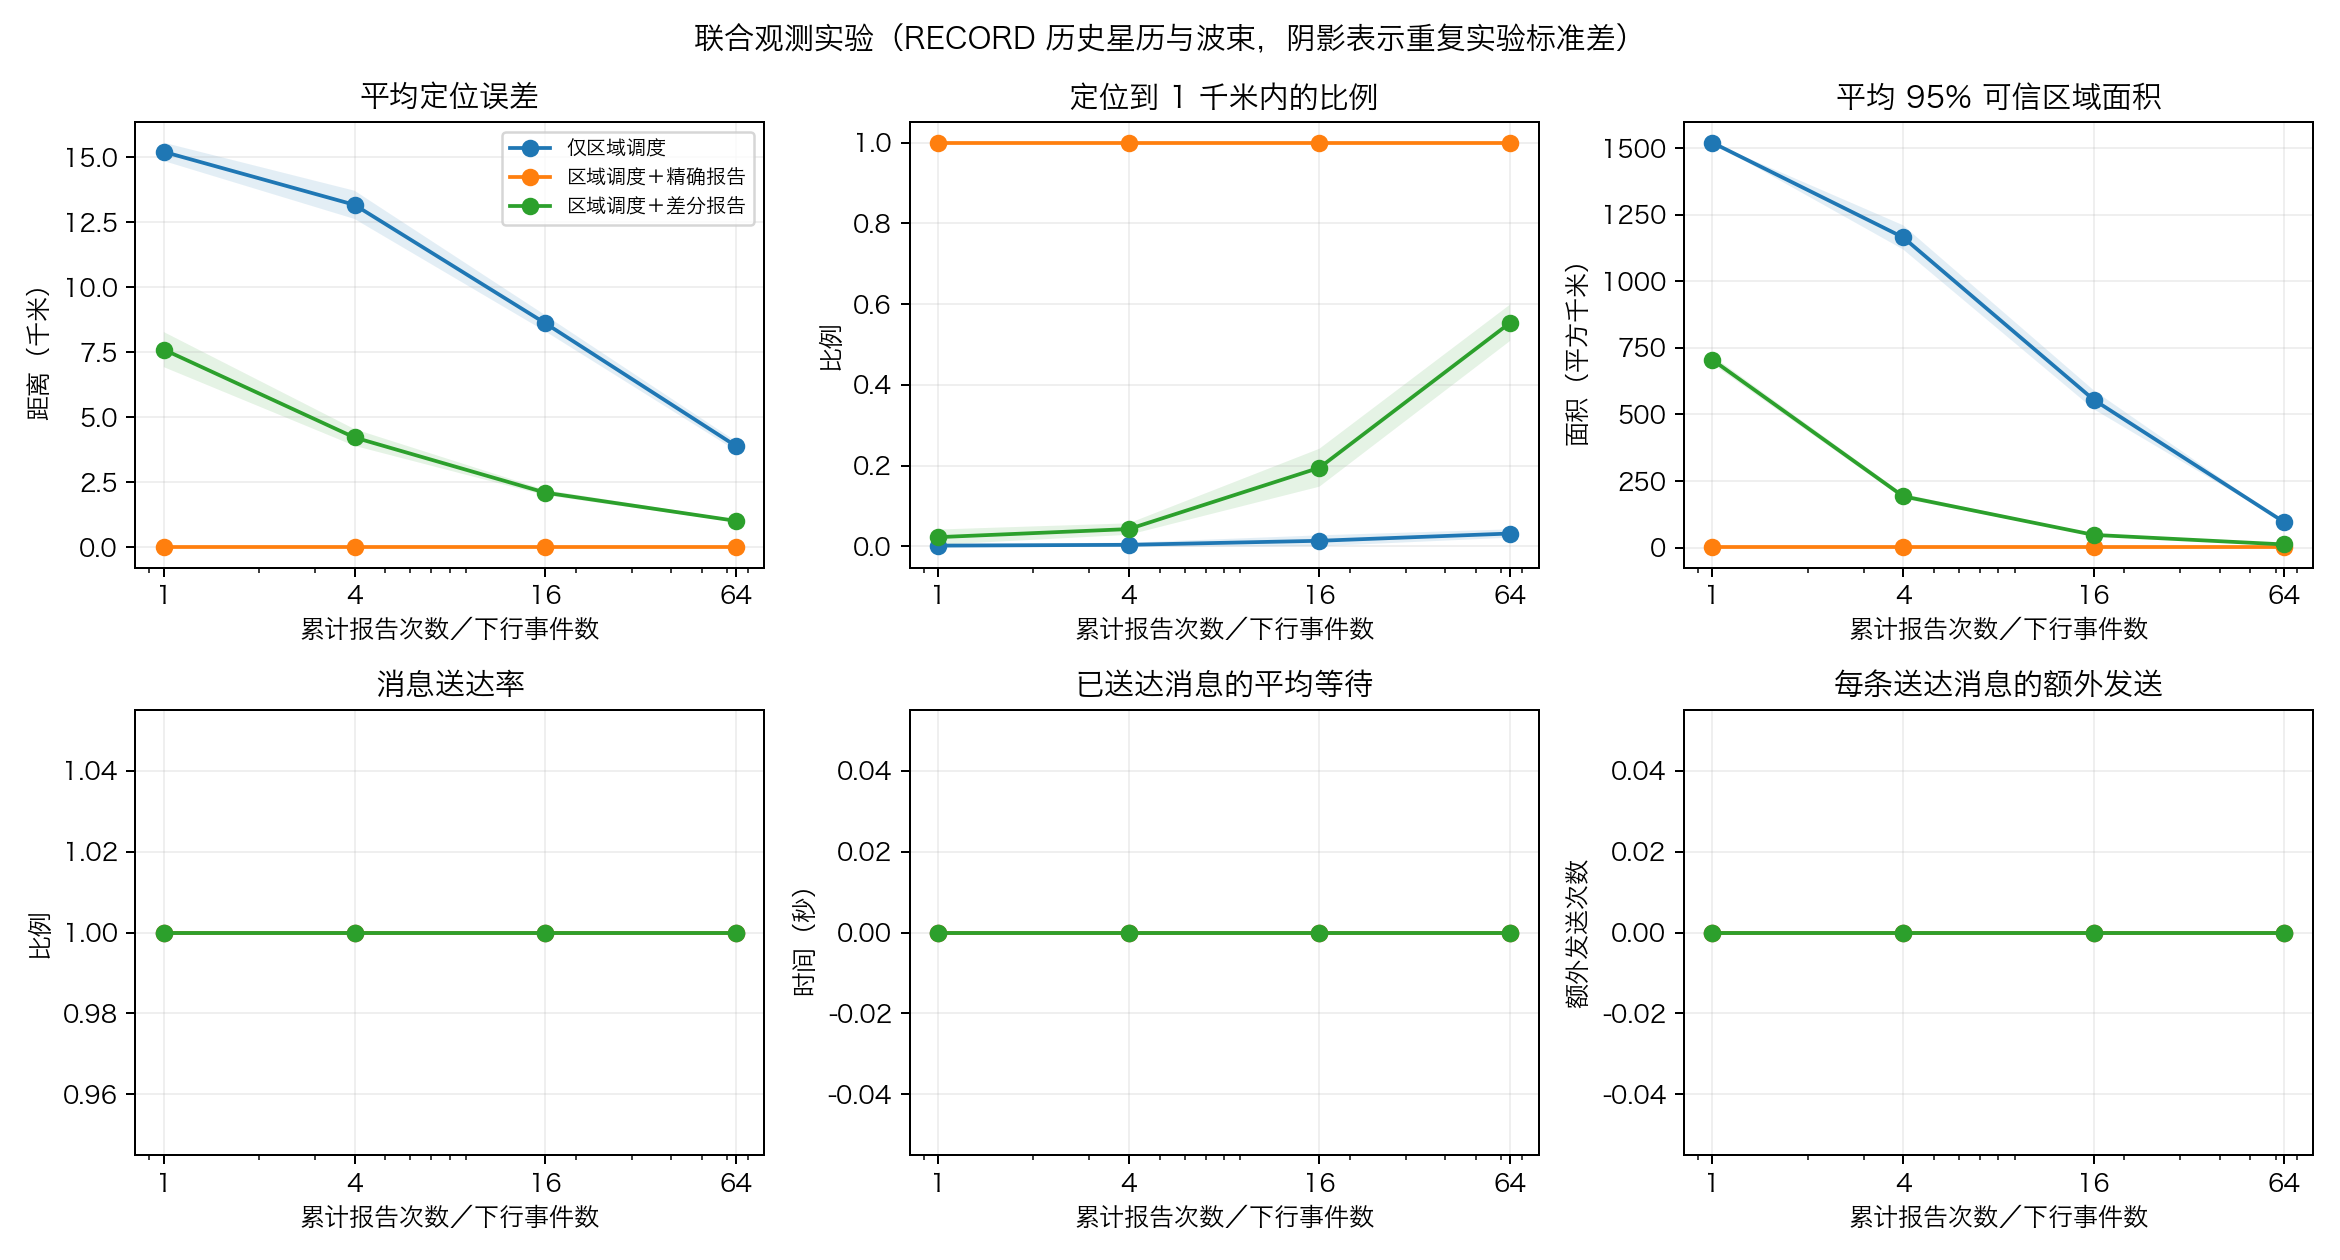 联合观测实验（RECORD 历史星历与波束，阴影表示重复实验标准差）
平均定位误差
距离（千米）
15.0
12.5
10.0
7.5
5.0
2.5
0.0
仅区域调度
区域调度＋精确报告
区域调度＋差分报告
1 4 16 64
累计报告次数／下行事件数
定位到 1 千米内的比例
比例
1.0
0.8
0.6
0.4
0.2
0.0
1 4 16 64
累计报告次数／下行事件数
平均 95% 可信区域面积
面积（平方千米）
1500
1250
1000
750
500
250
0
1 4 16 64
累计报告次数／下行事件数
消息送达率
比例
1.04
1.02
1.00
0.98
0.96
1 4 16 64
累计报告次数／下行事件数
已送达消息的平均等待
时间（秒）
0.04
0.02
0.00
-0.02
-0.04
1 4 16 64
累计报告次数／下行事件数
每条送达消息的额外发送
额外发送次数
0.04
0.02
0.00
-0.02
-0.04
1 4 16 64
累计报告次数／下行事件数